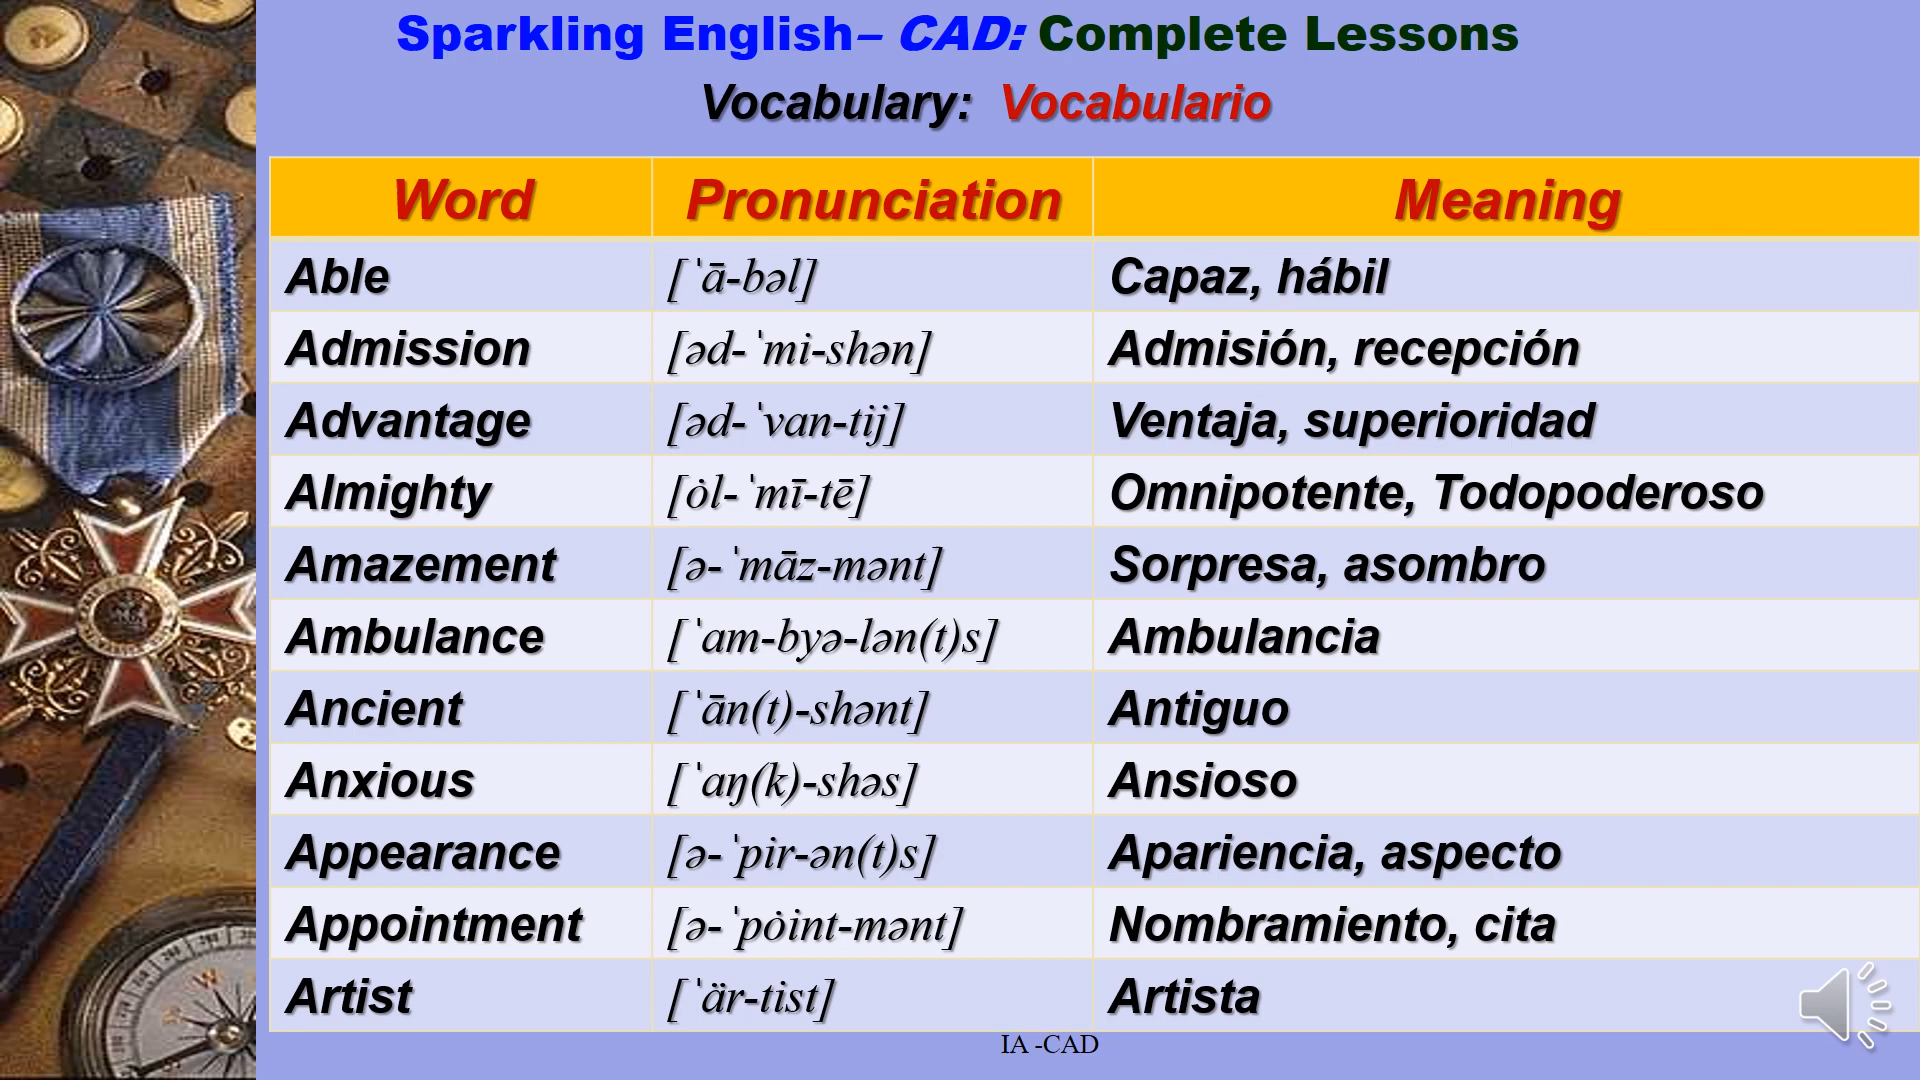 Sparkling English– CAD: Complete Lessons
Vocabulary: Vocabulario
Word Pronunciation Meaning
Able [ˈā-bəl] Capaz, hábil
Admission [əd-ˈmi-shən] Admisión, recepción
Advantage [əd-ˈvan-tij] Ventaja, superioridad
Almighty [ȯl-ˈmī-tē] Omnipotente, Todopoderoso
Amazement [ə-ˈmāz-mənt] Sorpresa, asombro
Ambulance [ˈam-byə-lən(t)s] Ambulancia
Ancient [ˈān(t)-shənt] Antiguo
Anxious [ˈaŋ(k)-shəs] Ansioso
Appearance [ə-ˈpir-ən(t)s] Apariencia, aspecto
Appointment [ə-ˈpȯint-mənt] Nombramiento, cita
Artist [ˈär-tist] Artista
IA -CAD